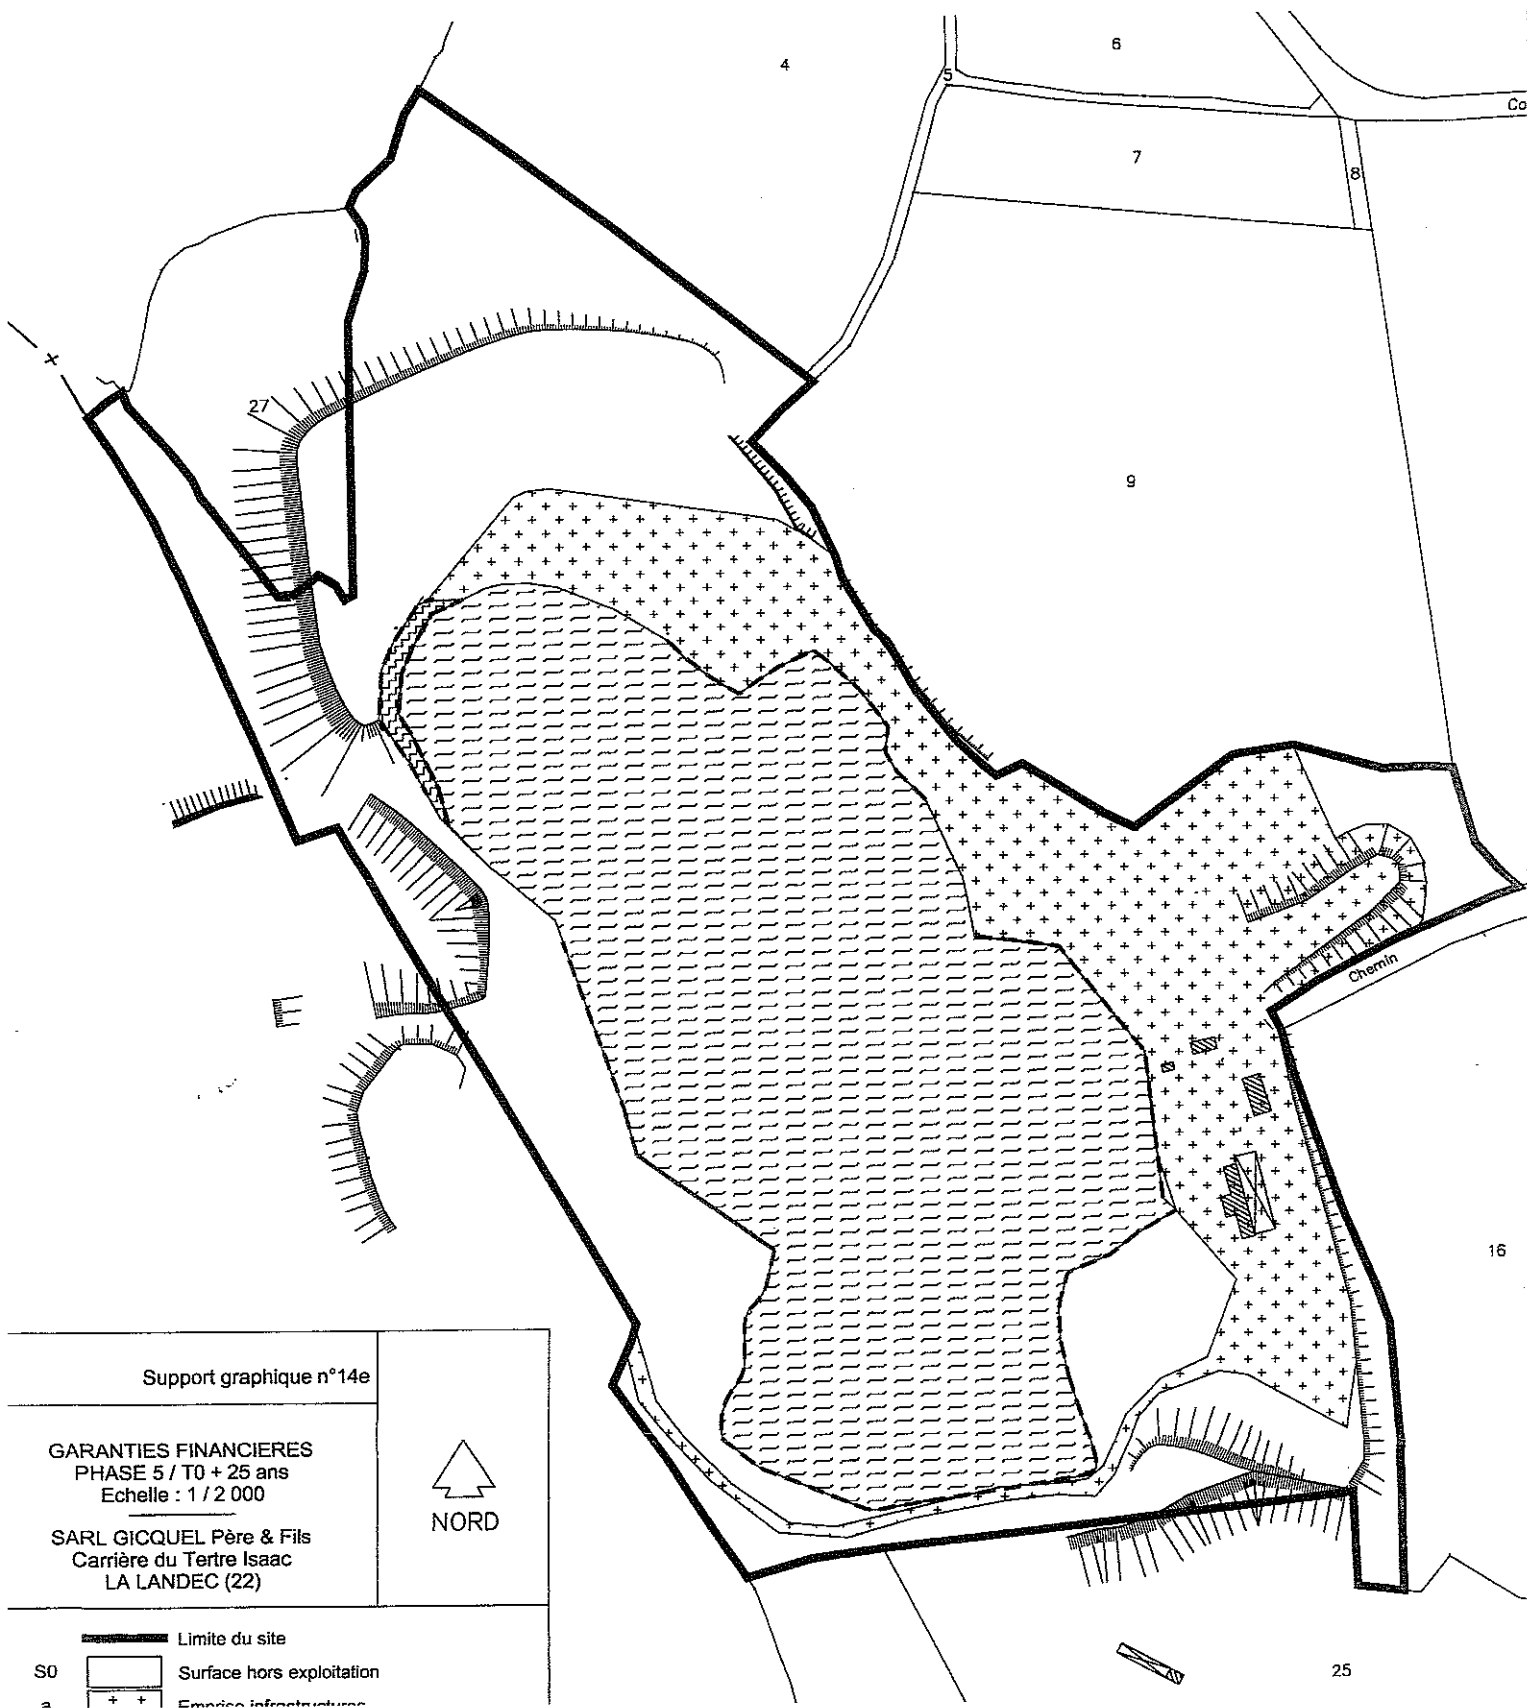 4
6
5
Co
7
8
27
9
Chemin
16
Support graphique n°14e
GARANTIES FINANCIERES
PHASE 5 / T0 + 25 ans
Echelle : 1 / 2 000
SARL GICQUEL Père & Fils
Carrière du Tertre Isaac
LA LANDEC (22)
NORD
Limite du site
S0 Surface hors exploitation
a Emprise infrastructures
25